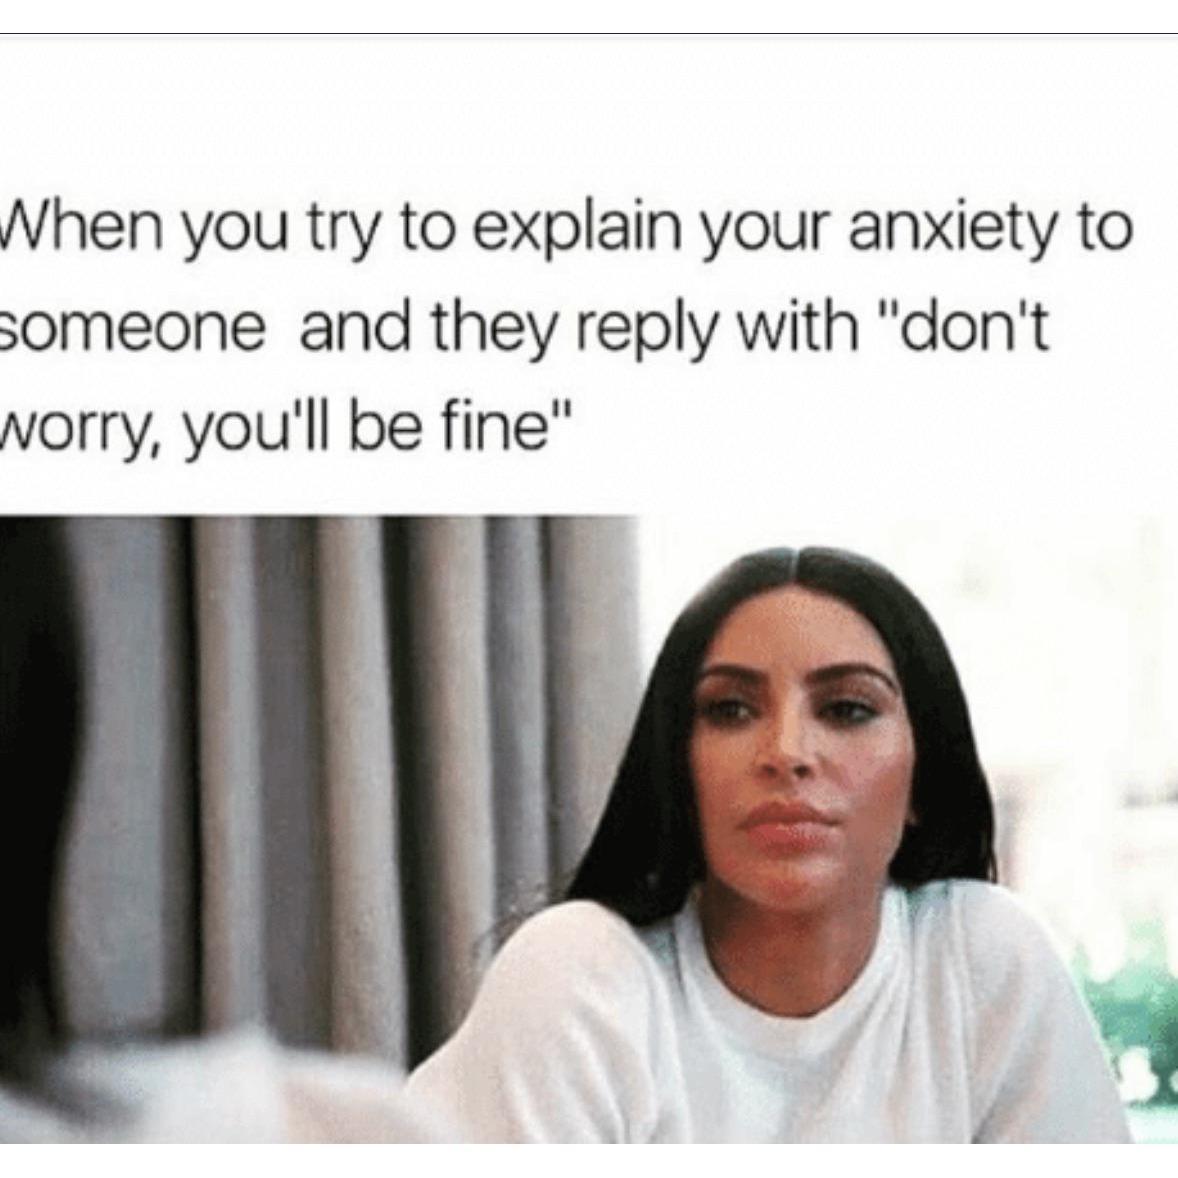 When you try to explain your anxiety to
someone  and they reply with "don't
worry, you'll be fine"